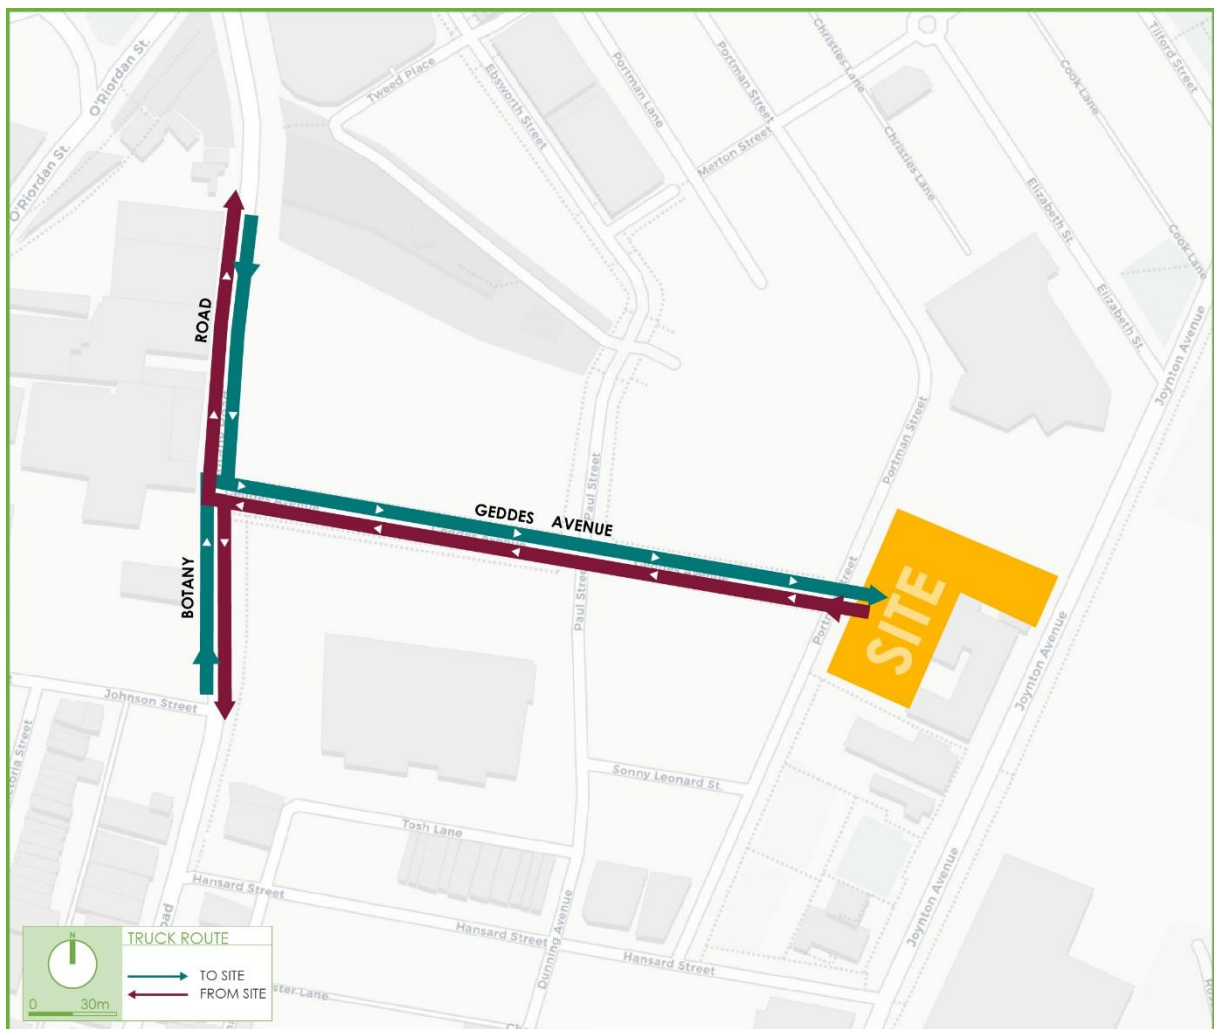 O'Riordan St.
O'Riordan St.
Tweed Place
Ebsworth Street
Portman Lane
Portman Street
Christies Lane
Christies Lane
Marton Street
Cook Lane
Tilford Street
Elizabeth St.
Elizabeth St.
Cook Lane
Joynton Avenue
Portman Street
ROAD
BOTANY
GEDDES AVENUE
Paul Street
Paul Street
SITE
Joynton Avenue
Johnson Street
Sonny Leonard St.
Tosh Lane
Hansard Street
Hansard Street
Hansard Street
Dunning Avenue
Joynton Avenue
N
TRUCK ROUTE
TO SITE
FROM SITE
0 30m